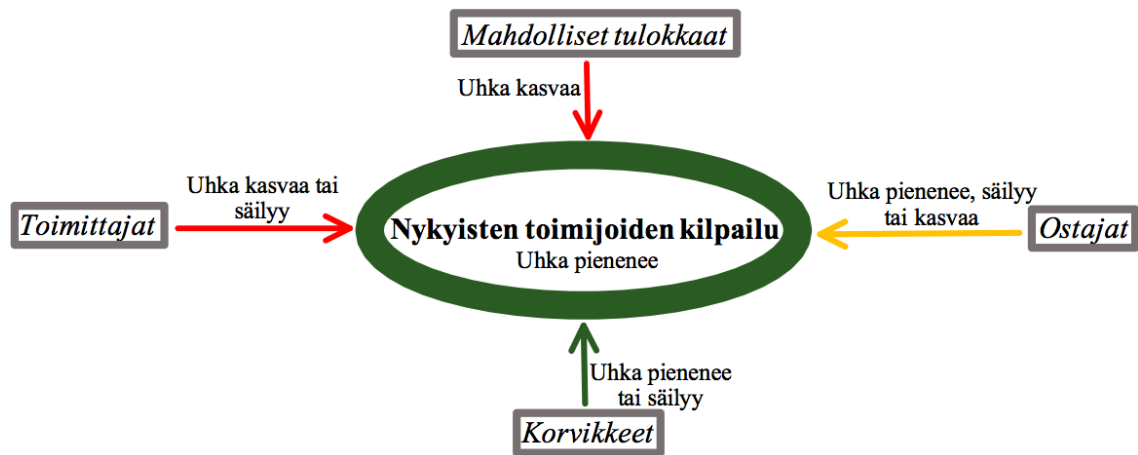 Mahdolliset tulokkaat
Uhka kasvaa
Uhka kasvaa tai
säilyy
Toimittajat
Nykyisten toimijoiden kilpailu
Uhka pienenee
Uhka pienenee, säilyy
tai kasvaa
Ostajat
Uhka pienenee
tai säilyy
Korvikkeet